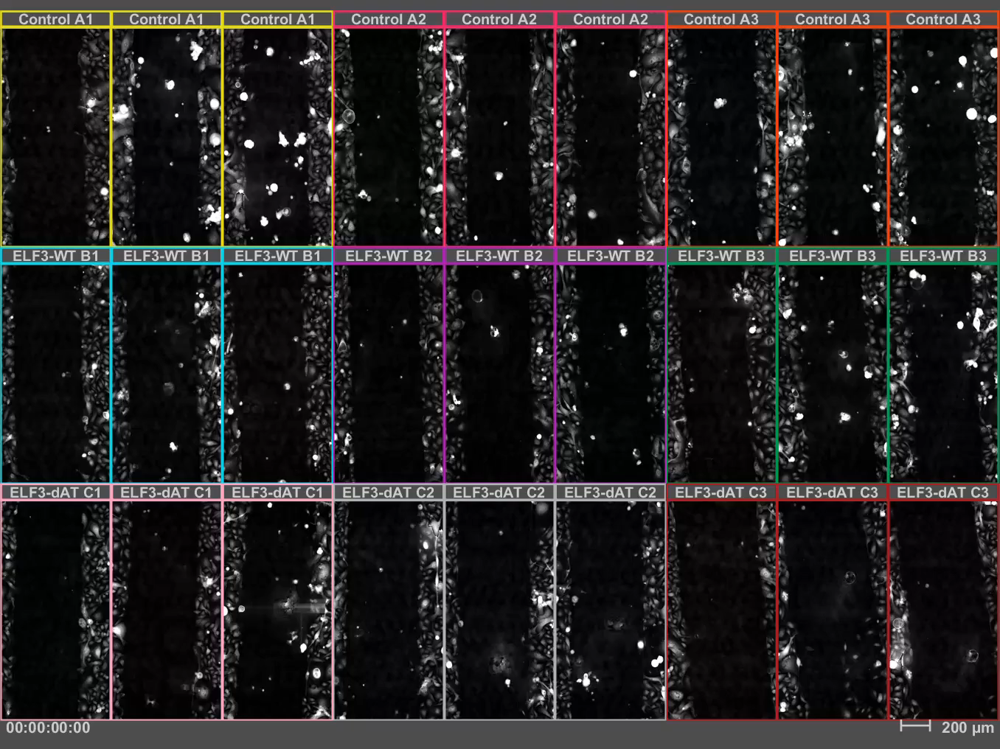 Control A1 Control A1 Control A1 Control A2 Control A2 Control A2 Control A3 Control A3 Control A3
ELF3-WT B1 ELF3-WT B1 ELF3-WT B1 ELF3-WT B2 ELF3-WT B2 ELF3-WT B2 ELF3-WT B3 ELF3-WT B3 ELF3-WT B3
ELF3-dAT C1 ELF3-dAT C1 ELF3-dAT C1 ELF3-dAT C2 ELF3-dAT C2 ELF3-dAT C2 ELF3-dAT C3 ELF3-dAT C3 ELF3-dAT C3
00:00:00:00 200 µm